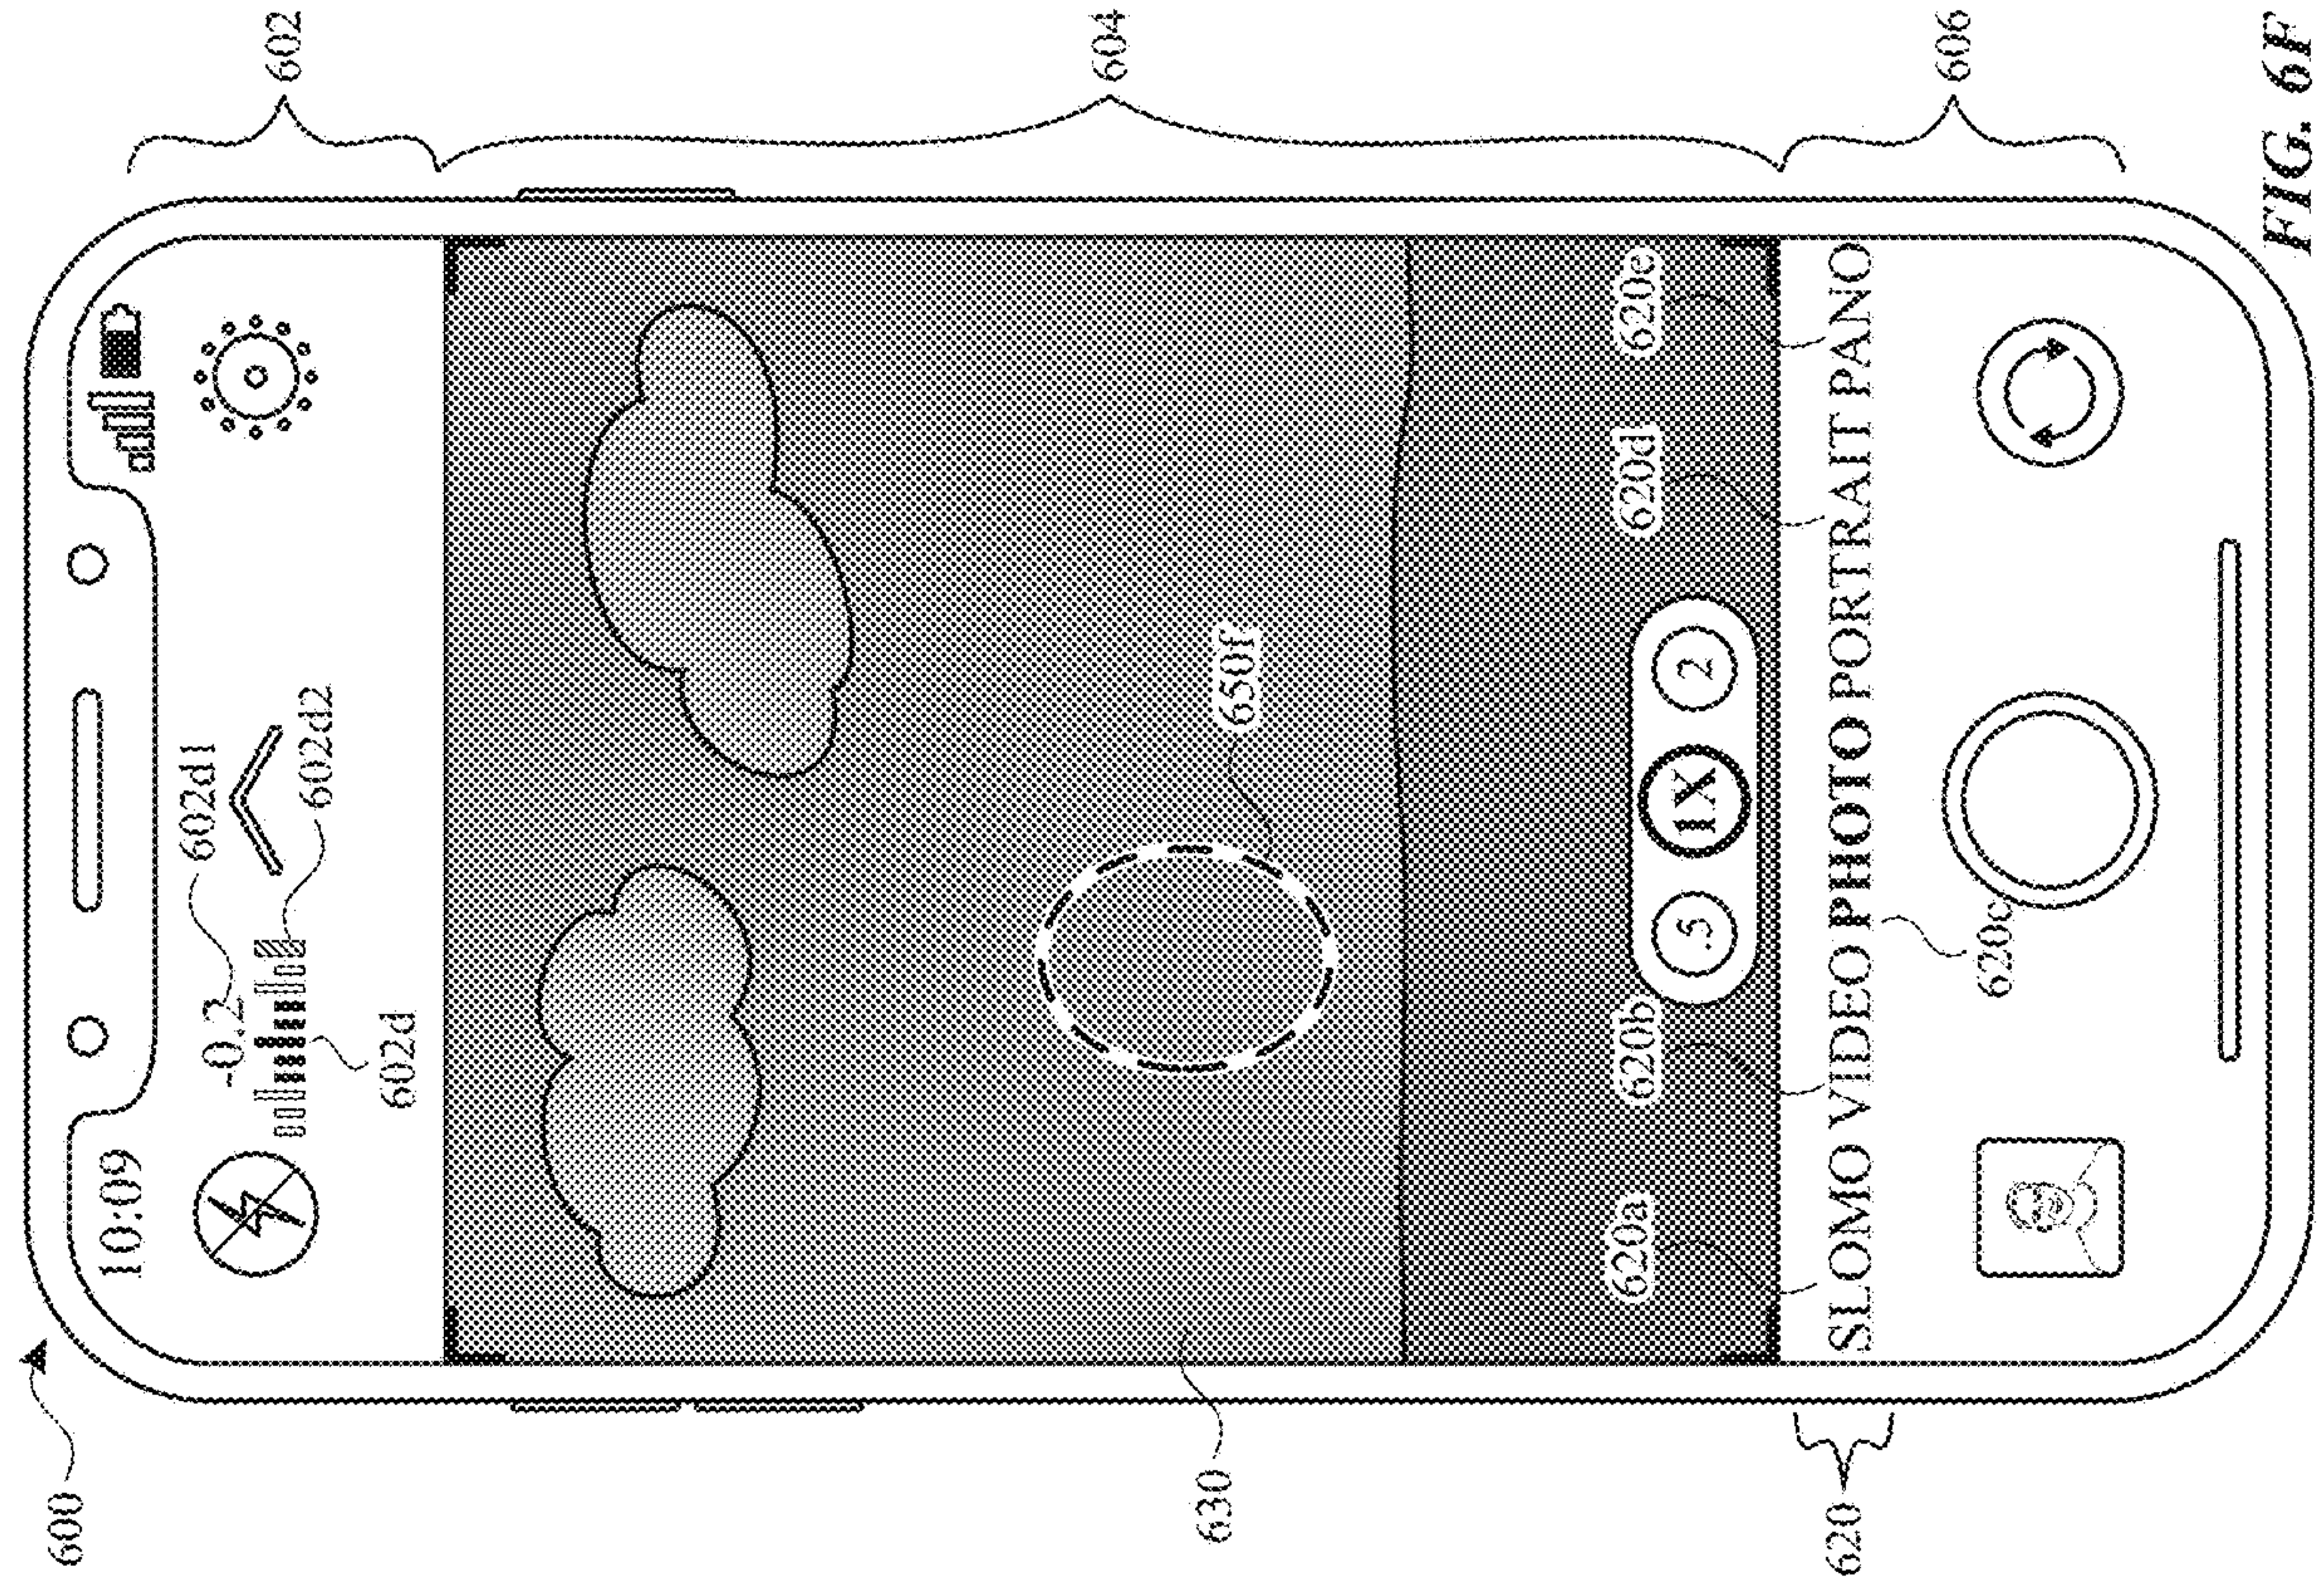 600
10:09
602
602d1
-0.2
602d2
602d
604
650f
630
620a
620b
620d
620e
.5
1X
2
620
SLOMO VIDEO PHOTO PORTRAIT PANO
606
620c
FIG. 6F